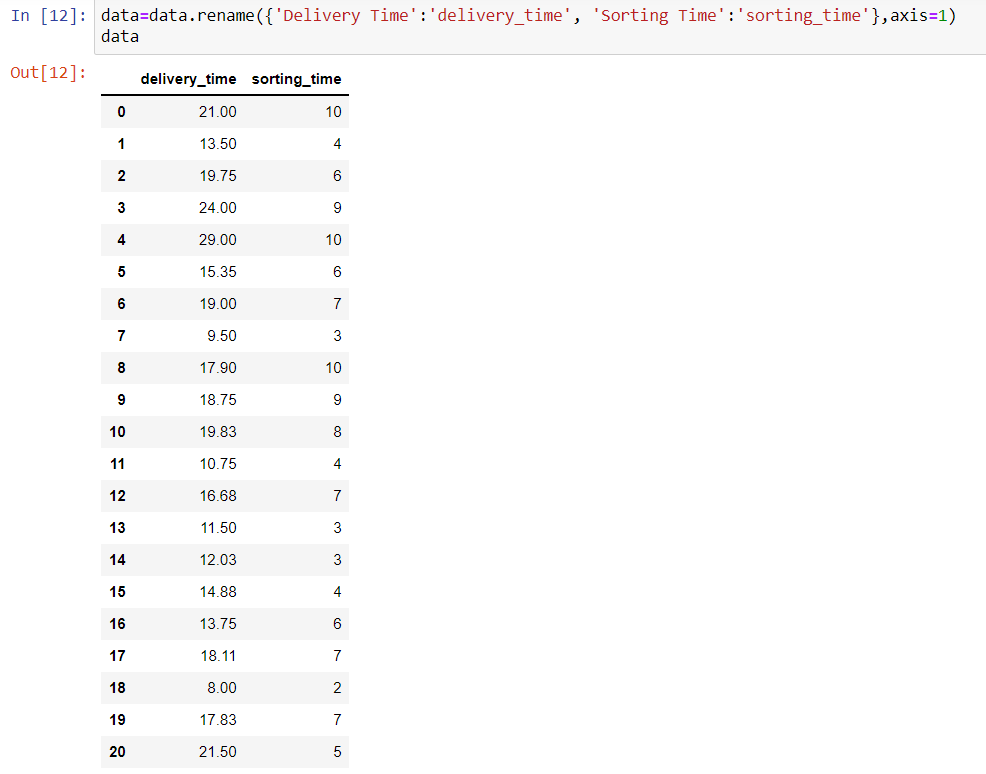 In [12]: data=data.rename({'Delivery Time':'delivery_time', 'Sorting Time':'sorting_time'},axis=1)
data
Out[12]:
delivery_time sorting_time
0 21.00 10
1 13.50 4
2 19.75 6
3 24.00 9
4 29.00 10
5 15.35 6
6 19.00 7
7 9.50 3
8 17.90 10
9 18.75 9
10 19.83 8
11 10.75 4
12 16.68 7
13 11.50 3
14 12.03 3
15 14.88 4
16 13.75 6
17 18.11 7
18 8.00 2
19 17.83 7
20 21.50 5